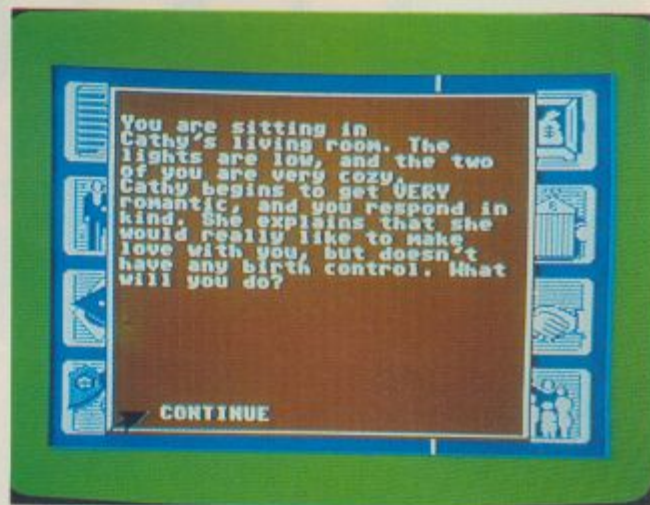 You are sitting in
Cathy's living room. The
lights are low, and the two
of you are very cozy.
Cathy begins to get VERY
romantic, and you respond in
kind. She explains that she
would really like to make
love with you, but doesn't
have any birth control. What
will you do?
CONTINUE